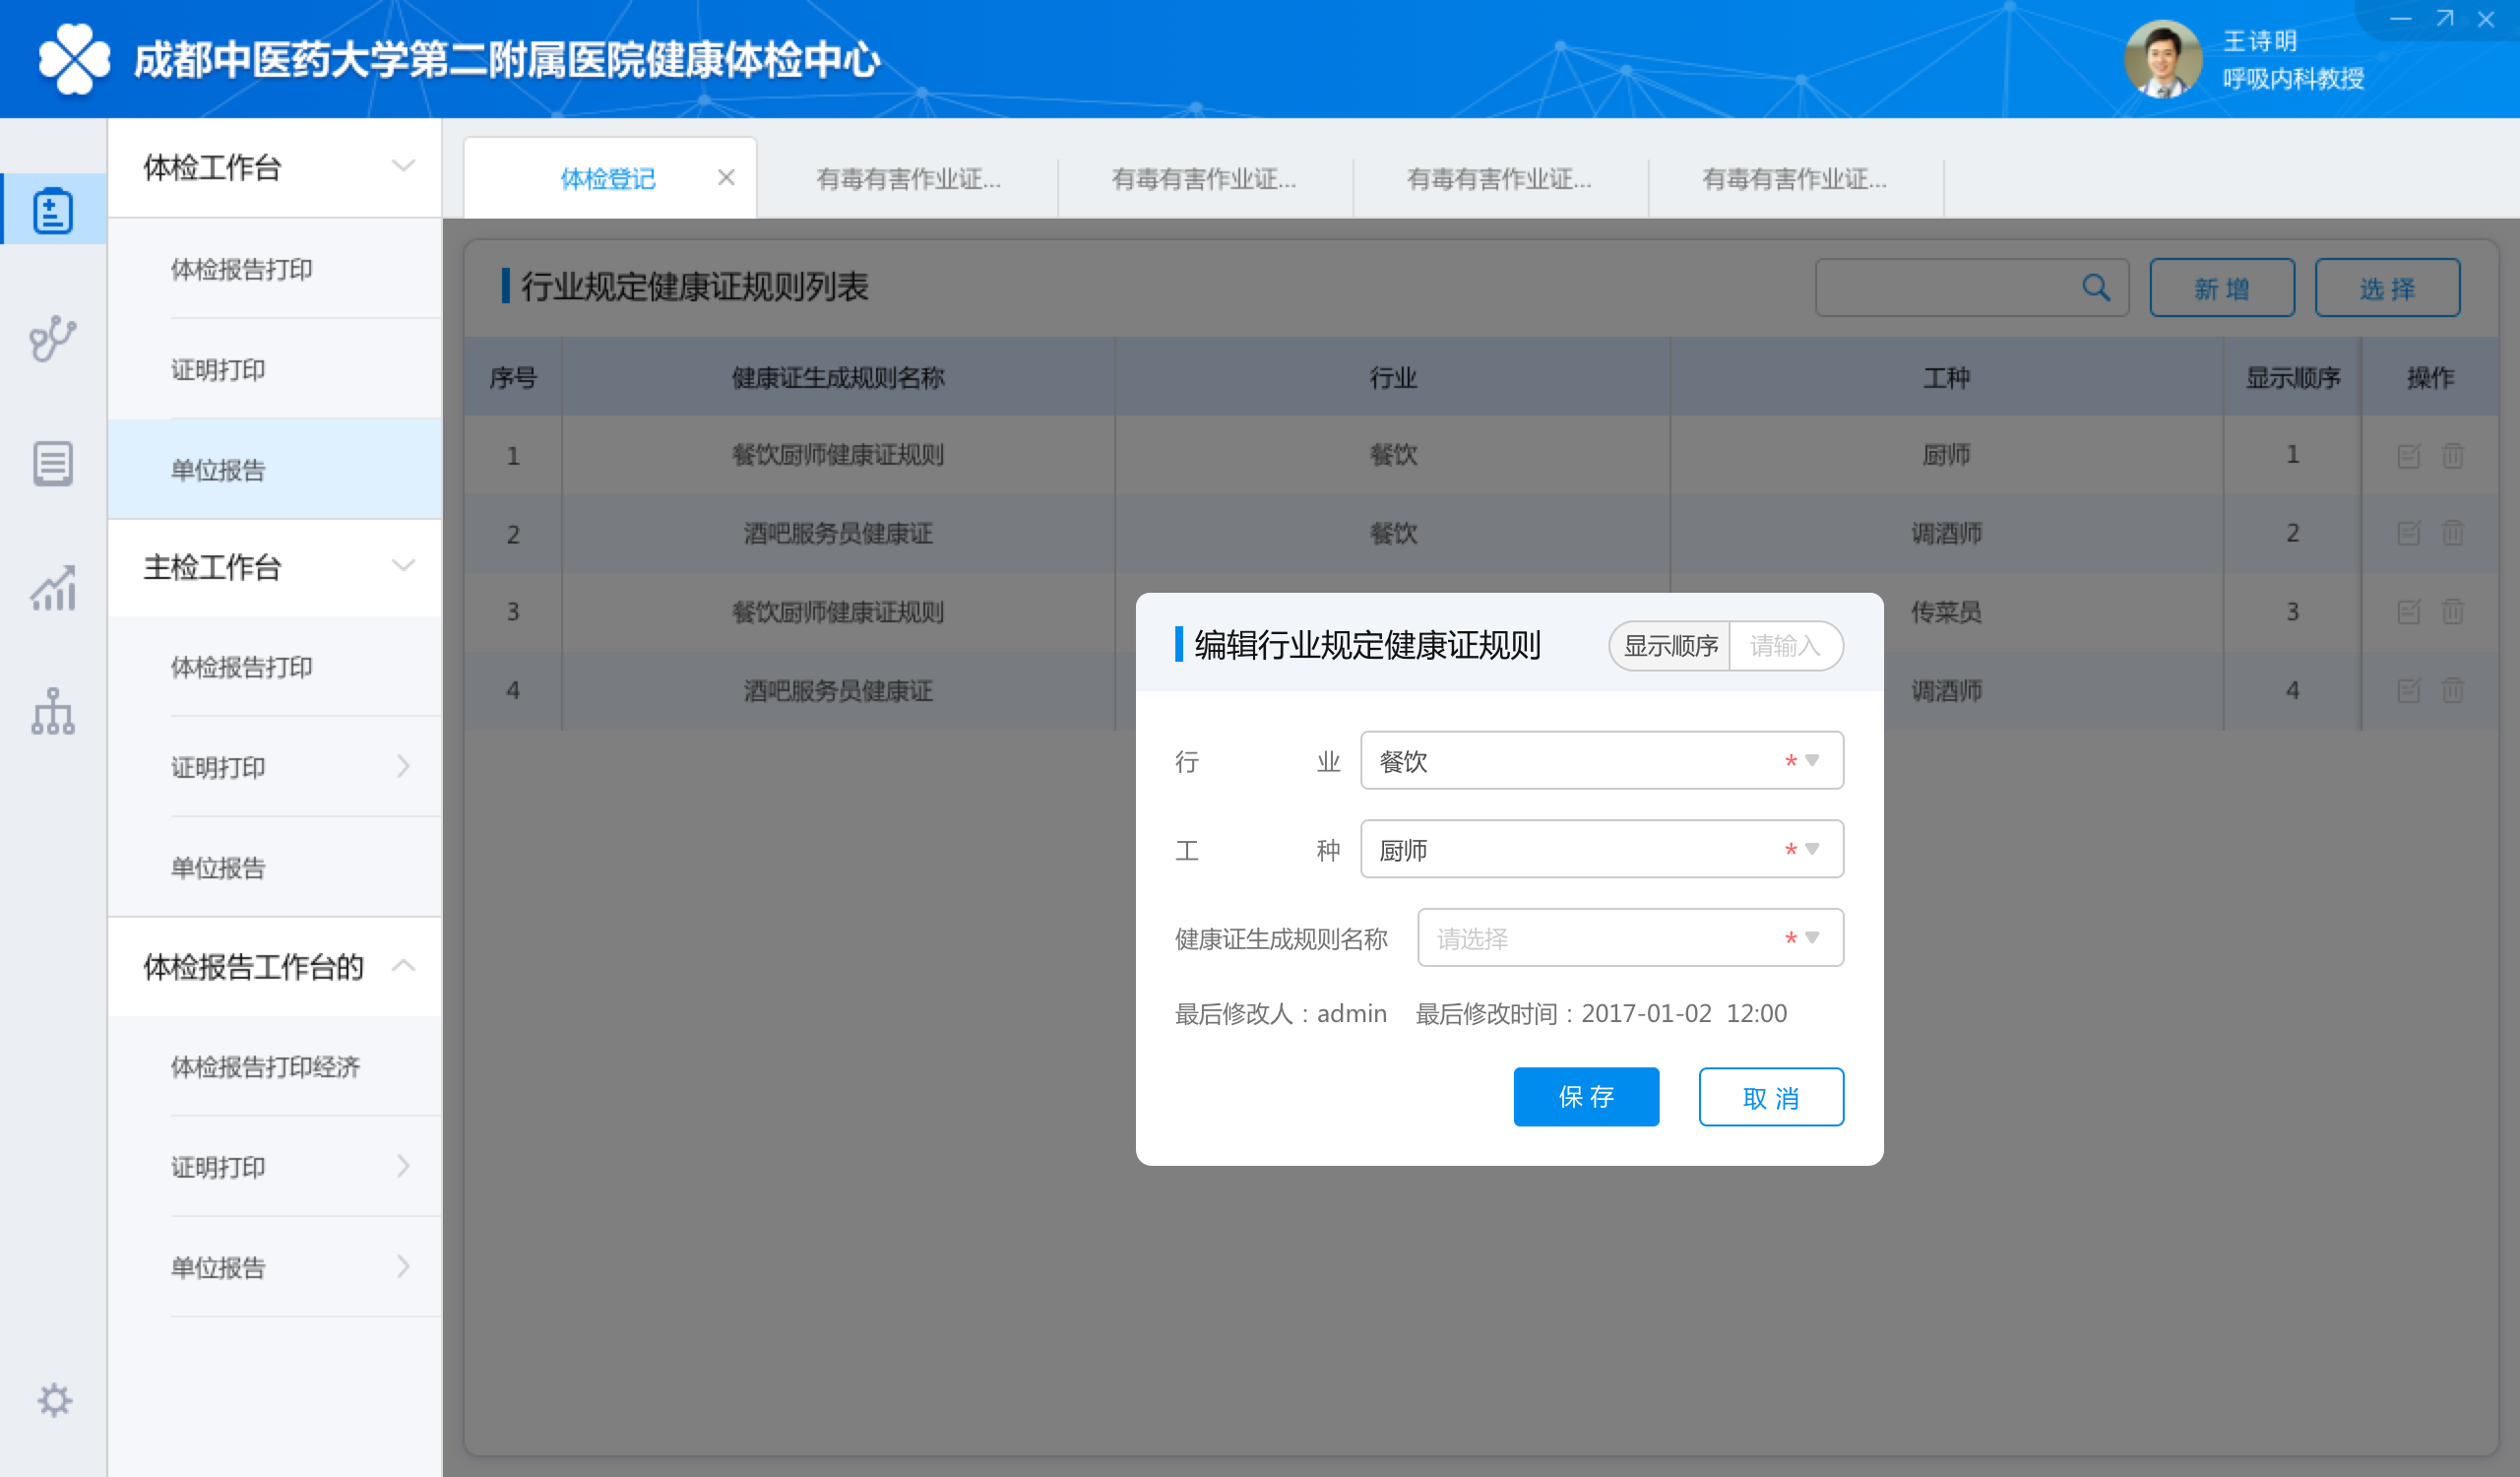 成都中医药大学第二附属医院健康体检中心
王诗明
呼吸内科教授
体检工作台
体检报告打印
证明打印
单位报告
主检工作台
体检报告打印
证明打印
单位报告
体检报告工作台的
体检报告打印经济
证明打印
单位报告
体检登记 有毒有害作业证... 有毒有害作业证... 有毒有害作业证... 有毒有害作业证...
行业规定健康证规则列表 新 增 选 择
序号 健康证生成规则名称 行业 工种 显示顺序 操作
1 餐饮厨师健康证规则 餐饮 厨师 1
2 酒吧服务员健康证 餐饮 调酒师 2
3 餐饮厨师健康证规则 传菜员 3
4 酒吧服务员健康证 调酒师 4
编辑行业规定健康证规则 显示顺序 请输入
行 业 餐饮 *
工 种 厨师 *
健康证生成规则名称 请选择 *
最后修改人：admin 最后修改时间：2017-01-02 12:00
保 存 取 消